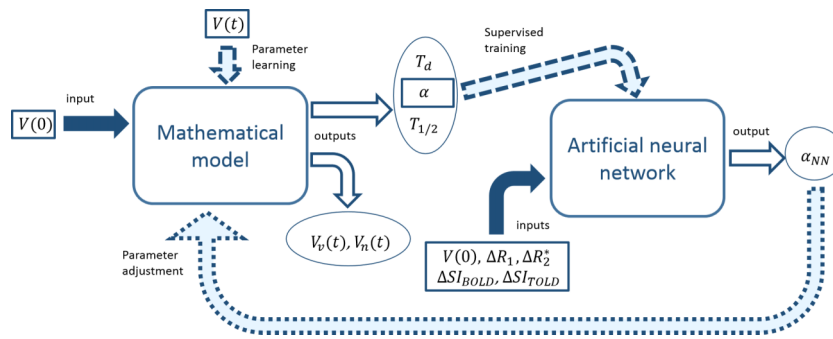 V(t)
Parameter
learning
input
V(0)
Mathematical
model
outputs
T_d
α
T_{1/2}
V_v(t), V_n(t)
Supervised
training
Artificial neural
network
inputs
V(0), ΔR_1, ΔR_2^*
ΔSI_{BOLD}, ΔSI_{TOLD}
output
α_{NN}
Parameter
adjustment